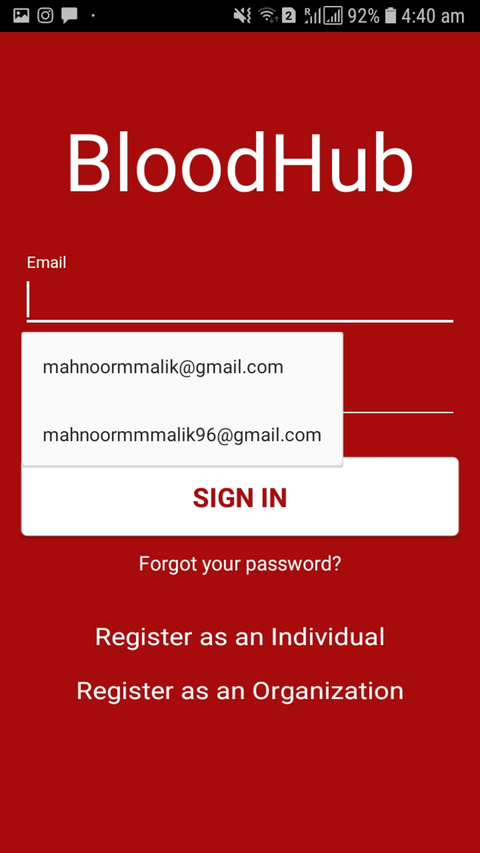 2 R 92% 4:40 am
BloodHub
Email
mahnoormmalik@gmail.com
mahnoormmmalik96@gmail.com
SIGN IN
Forgot your password?
Register as an Individual
Register as an Organization